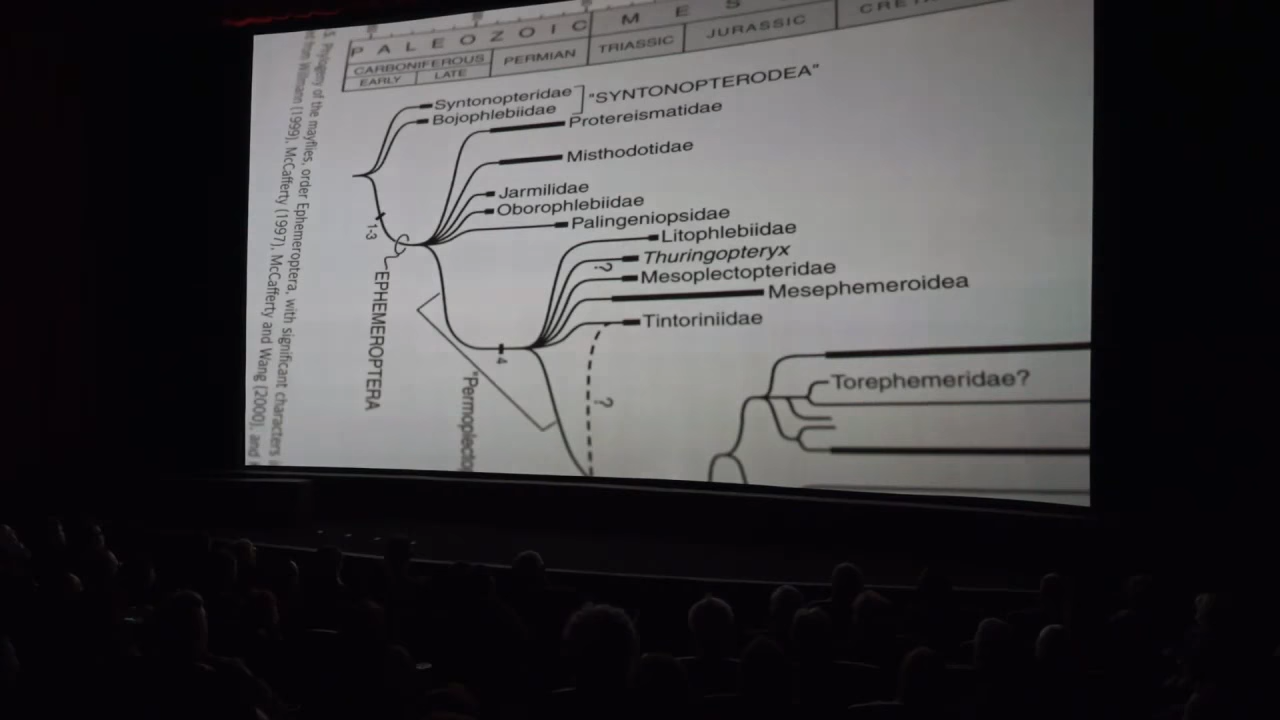 PALEOZOIC
MES
CARBONIFEROUS
PERMIAN
TRIASSIC
JURASSIC
EARLY
LATE
Syntonopteridae
"SYNTONOPTERODEA"
Bojophlebiidae
Protereismatidae
Misthodotidae
Jarmilidae
Oborophlebiidae
Palingeniopsidae
Litophlebiidae
Thuringopteryx
?
Mesoplectopteridae
Mesephemeroidea
Tintoriniidae
Torephemeridae?
?
1-3
4
EPHEMEROPTERA
Phylogeny of the mayflies, order Ephemeroptera, with significant characters
(1999), McCafferty (1997), McCafferty and Wang (2000), and